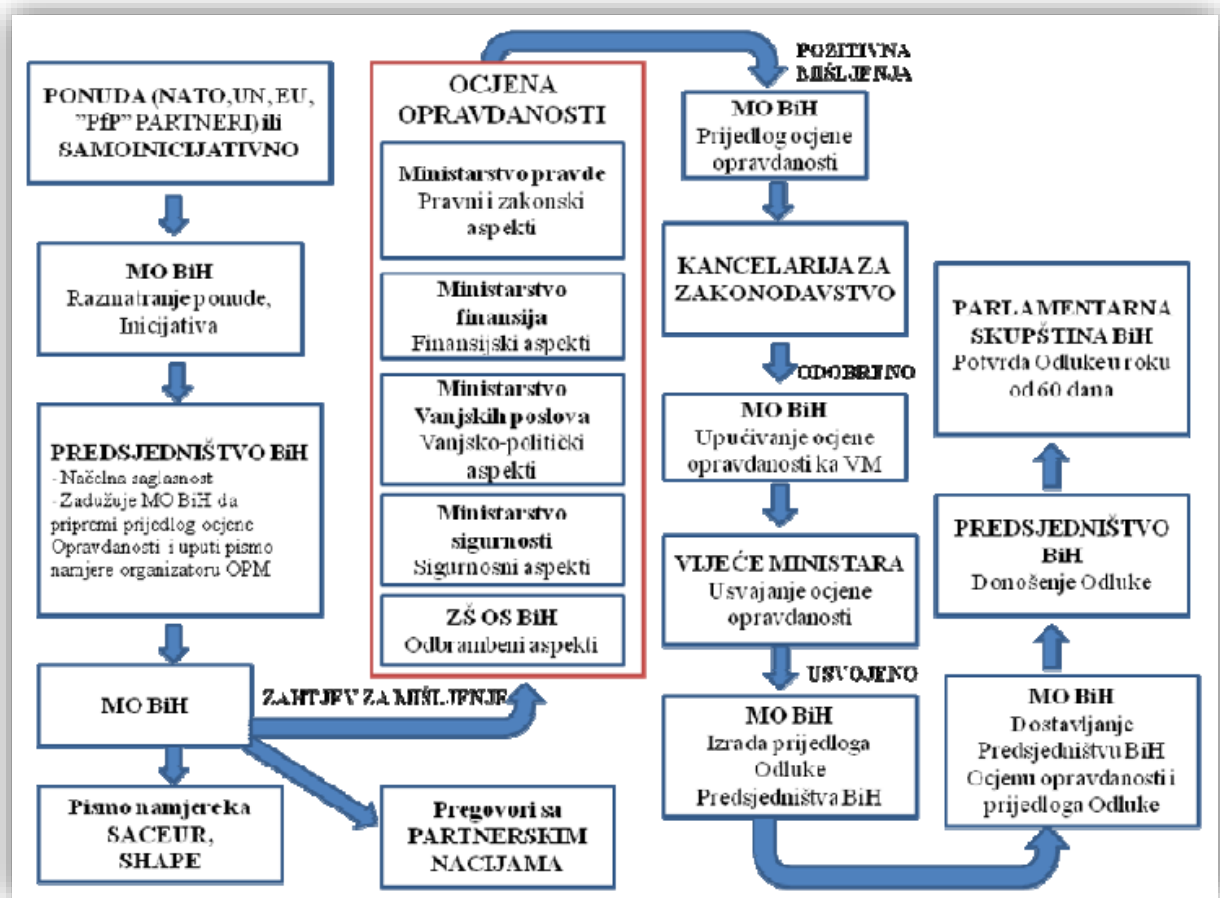 PONUDA (NATO,UN, EU,
”PfP” PARTNERI) ili
SAMOINICIJATIVNO
MO BiH
Razmatranje ponude,
Inicijativa
PREDSJEDNIŠTVO BiH
- Načelna saglasnost
- Zadužuje MO BiH da
pripremi prijedlog ocjene
Opravdanosti i uputi pismo
namjere organizatoru OPM
MO BiH
ZAHTJEV ZA MIŠLJENJE
Pismo namjere ka
SACEUR,
SHAPE
Pregovori sa
PARTNERSKIM
NACIJAMA
OCJENA
OPRAVDANOSTI
Ministarstvo pravde
Pravni i zakonski
aspekti
Ministarstvo
finansija
Finansijski aspekti
Ministarstvo
Vanjskih poslova
Vanjsko-politički
aspekti
Ministarstvo
sigurnosti
Sigurnosni aspekti
ZŠ OS BiH
Odbrambeni aspekti
POZITIVNA
MIŠLJENJA
MO BiH
Prijedlog ocjene
opravdanosti
KANCELARIJA ZA
ZAKONODAVSTVO
ODOBRENO
MO BiH
Upućivanje ocjene
opravdanosti ka VM
VIJEĆE MINISTARA
Usvajanje ocjene
opravdanosti
USVOJENO
MO BiH
Izrada prijedloga
Odluke
Predsjedništva BiH
MO BiH
Dostavljanje
Predsjedništvu BiH
Ocjenu opravdanosti i
prijedloga Odluke
PREDSJEDNIŠTVO
BiH
Donošenje Odluke
PARLAMENTARNA
SKUPŠTINA BiH
Potvrda Odluke u roku
od 60 dana